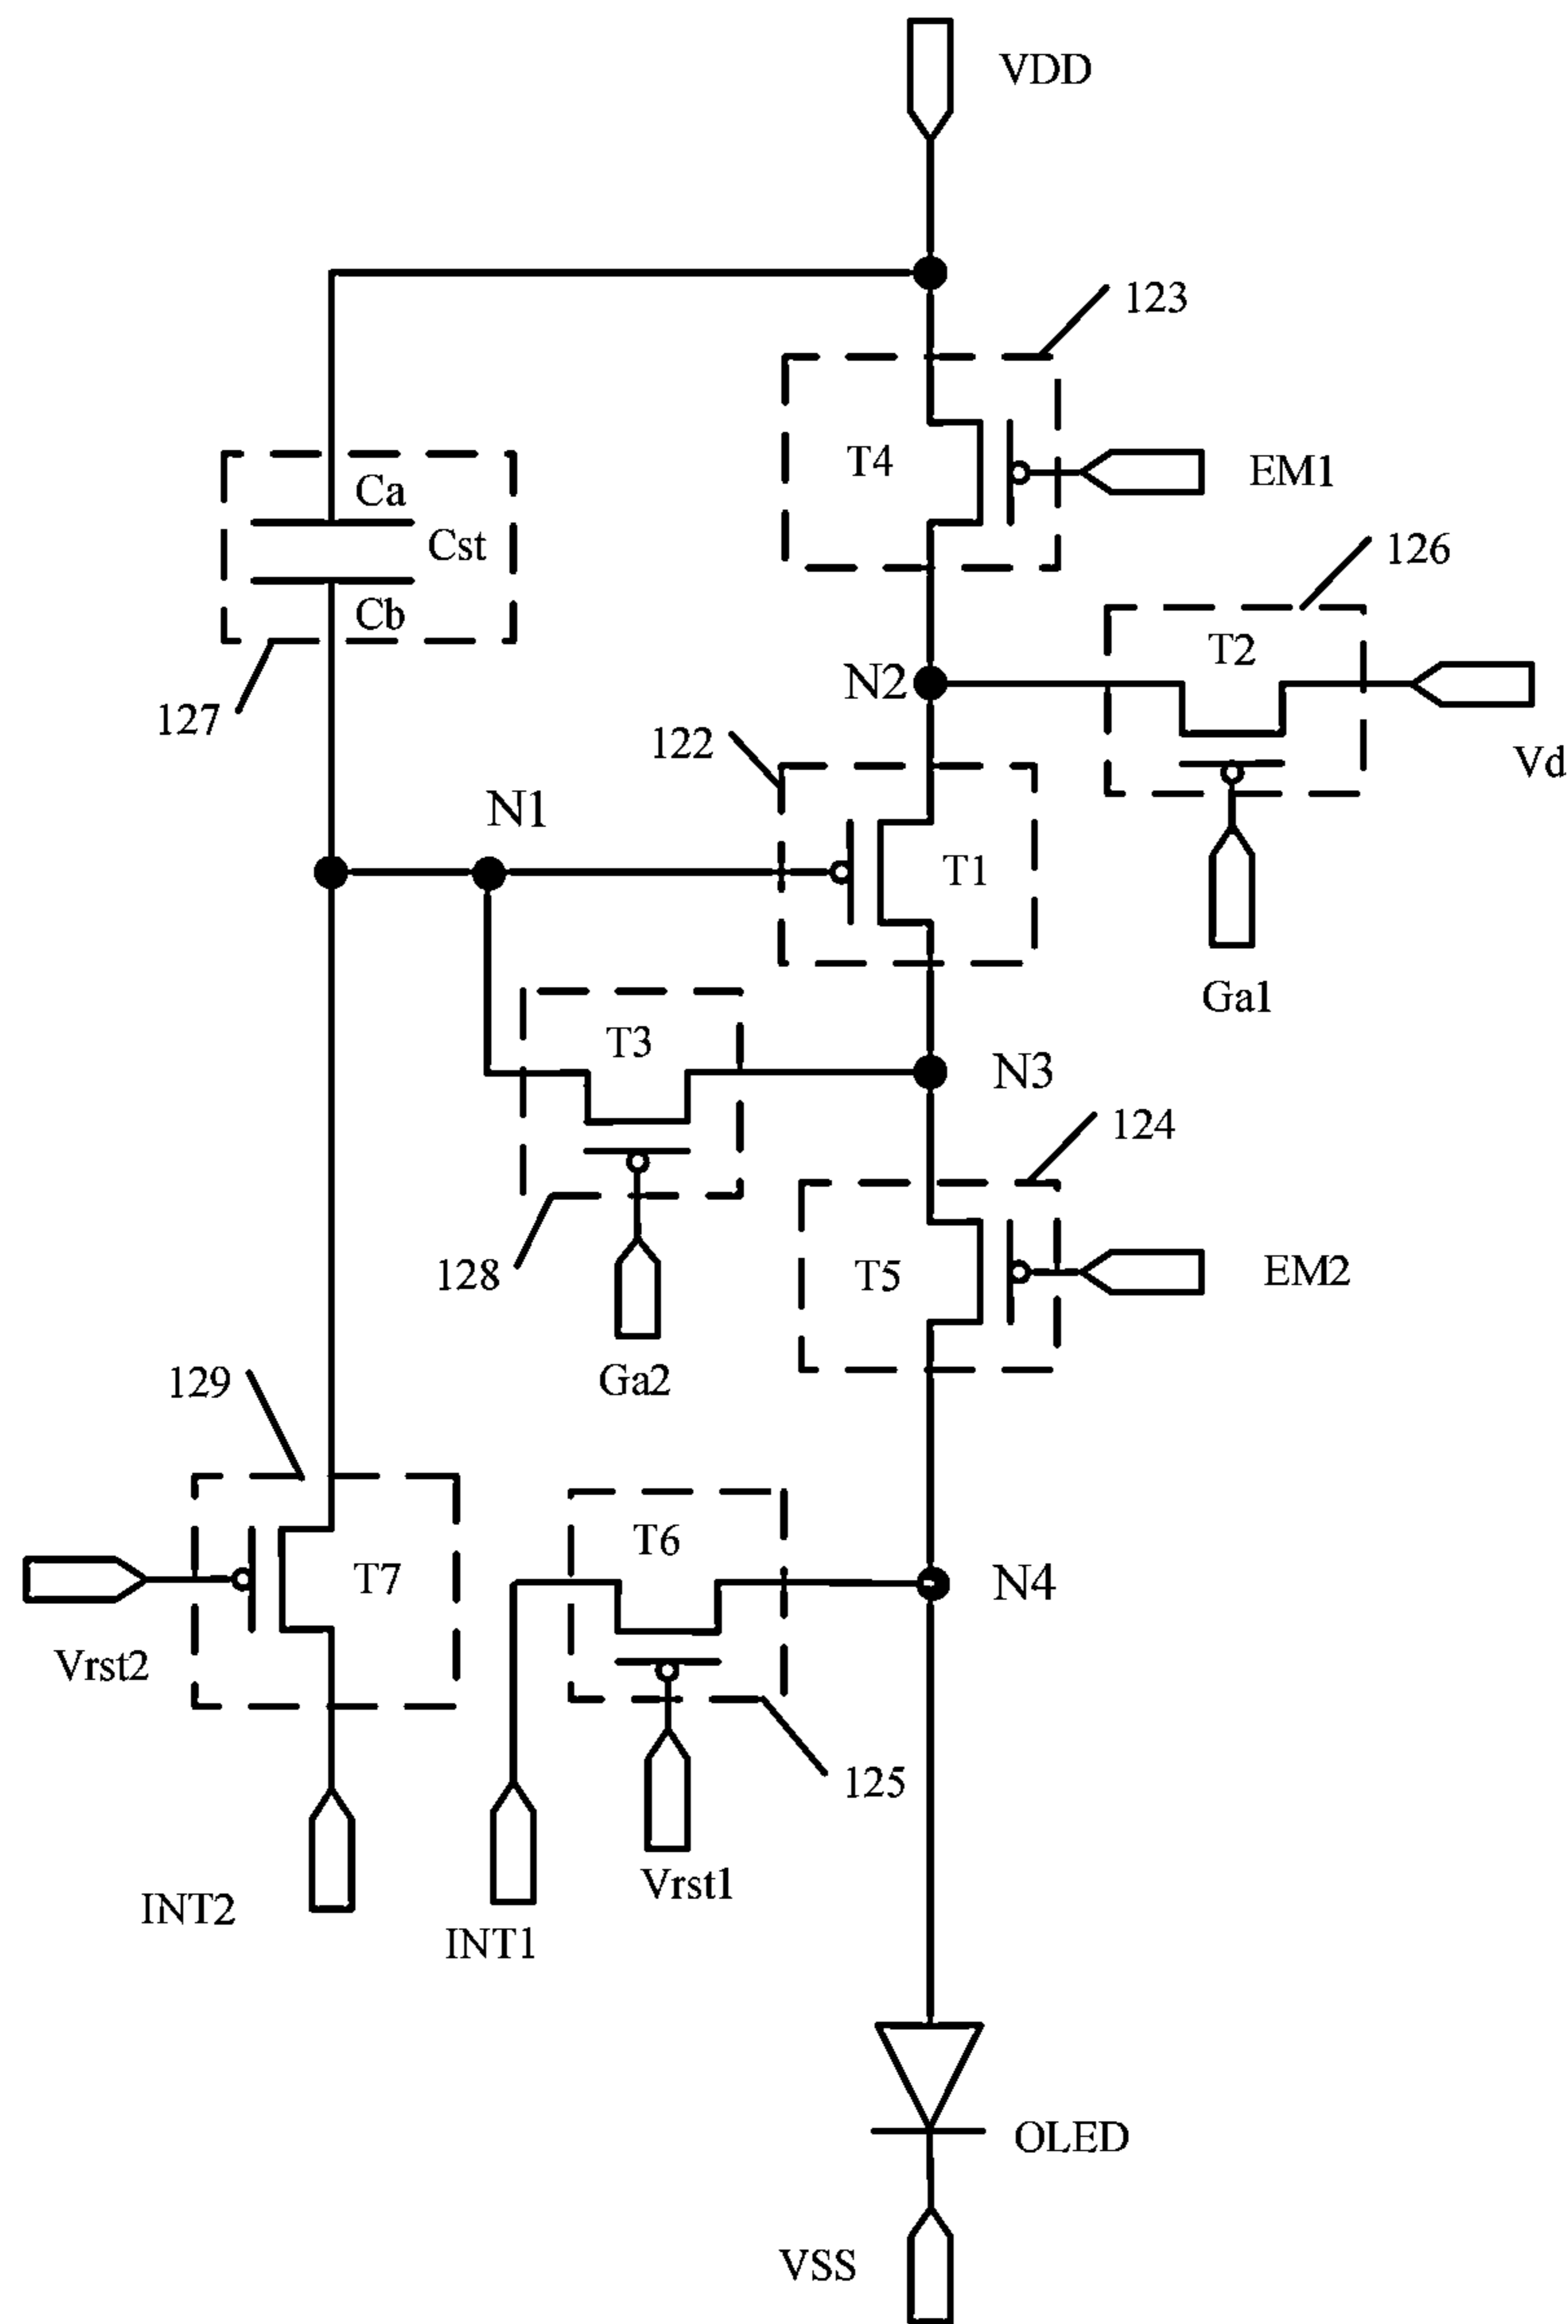 VDD
123
T4
EM1
Ca
Cst
Cb
126
T2
N2
127
122
Vd
N1
T1
Ga1
T3
N3
124
128
T5
EM2
Ga2
129
T6
T7
N4
Vrst2
125
Vrst1
INT2
INT1
OLED
VSS